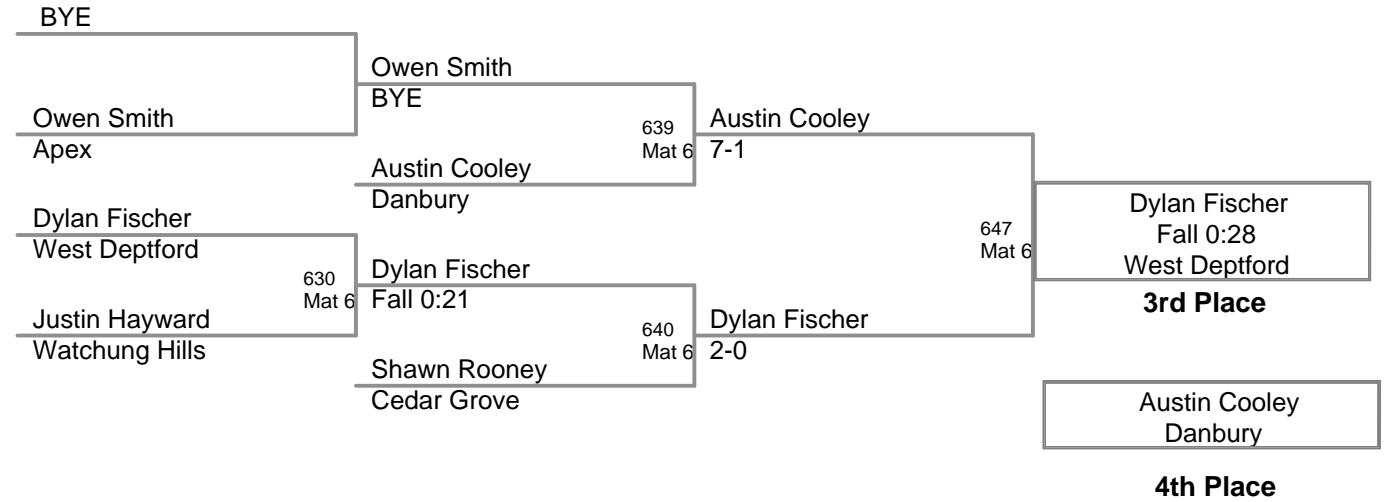 BYE
Owen Smith
Apex
Dylan Fischer
West Deptford
Justin Hayward
Watchung Hills
630
Mat 6
Owen Smith
BYE
Austin Cooley
Danbury
Dylan Fischer
Fall 0:21
Shawn Rooney
Cedar Grove
639
Mat 6
640
Mat 6
Austin Cooley
7-1
Dylan Fischer
2-0
647
Mat 6
Dylan Fischer
Fall 0:28
West Deptford
3rd Place
Austin Cooley
Danbury
4th Place